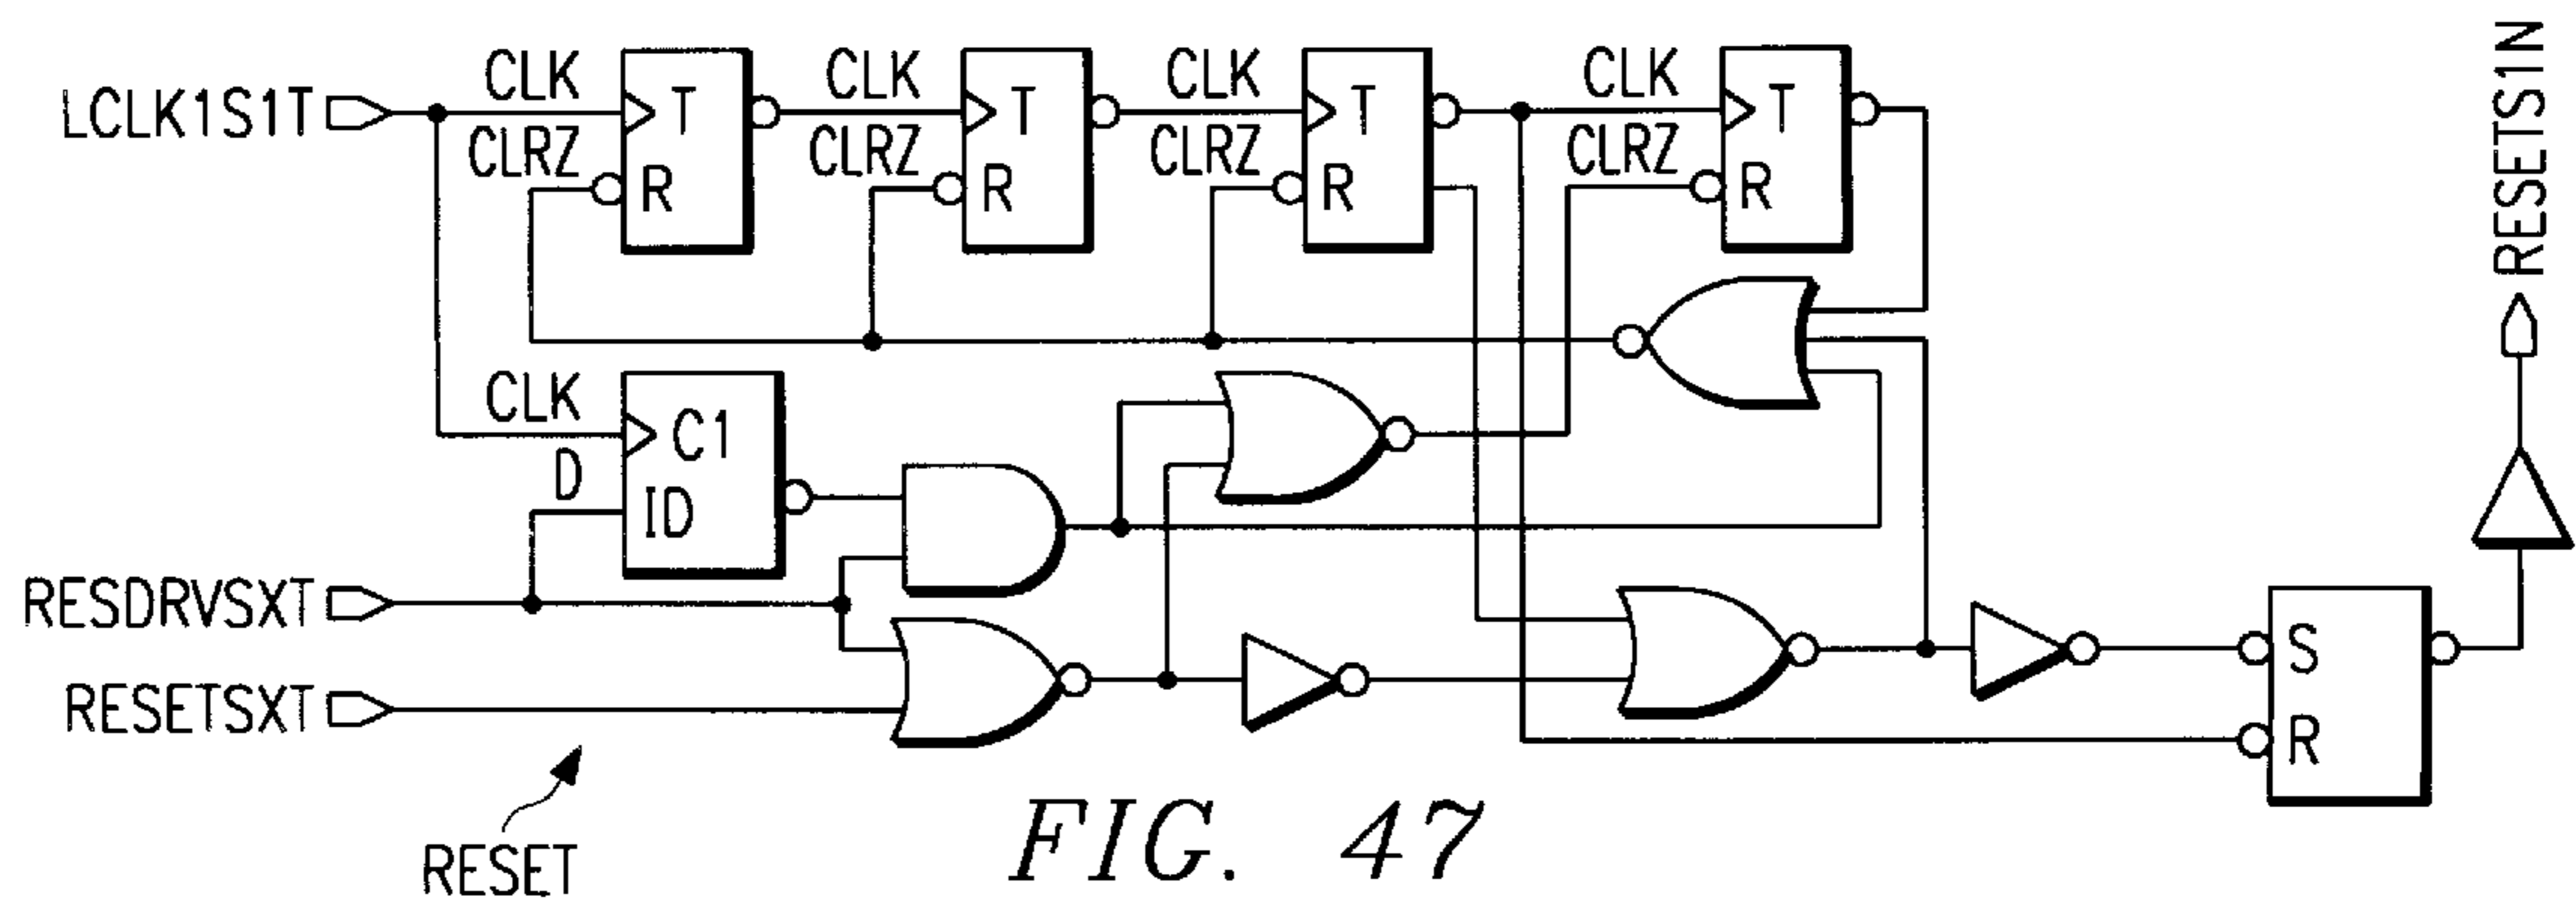 LCLK1S1T
CLK
T
CLRZ
R
CLK
T
CLRZ
R
CLK
T
CLRZ
R
CLK
T
CLRZ
R
RESETS1N
CLK
C1
D
ID
RESDRVSXT
RESETSXT
S
R
RESET
FIG. 47